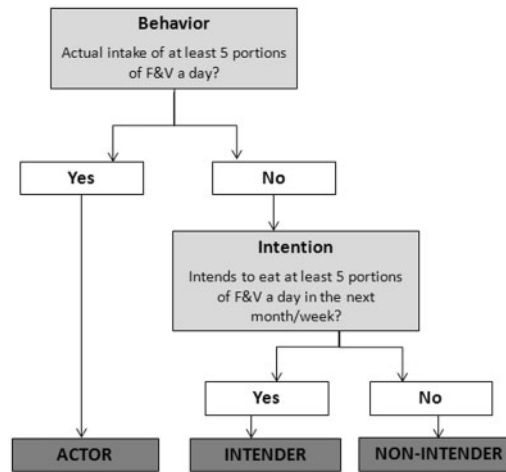 Behavior
Actual intake of at least 5 portions
of F&V a day?
Yes
No
Intention
Intends to eat at least 5 portions
of F&V a day in the next
month/week?
Yes
No
ACTOR
INTENDER
NON-INTENDER